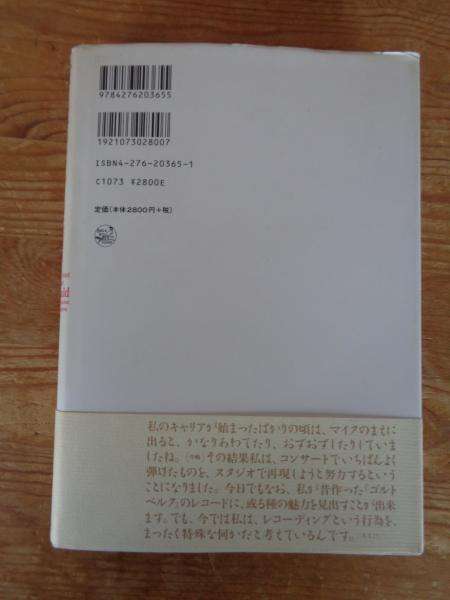 9784276203655
1921073028007
ISBN4-276-20365-1
C1073 ¥2800E
定価(本体2800円+税)
私のキャリアが始まったばかりの頃は、マイクのまえに
出ると、かなりあわてたり、おずおずしたりしてい
ましたね。(中略)その結果私は、コンサートでいちばんよく
弾けたものを、スタジオで再現しようと努力するという
ことになりました。今日でもなお、私が昔作った『ゴルト
ベルク』のレコードに、或る種の魅力を見出すことが出来
ます。でも、今では私は、レコーディングという行為を、
まったく特殊な何かだと考えているんです。